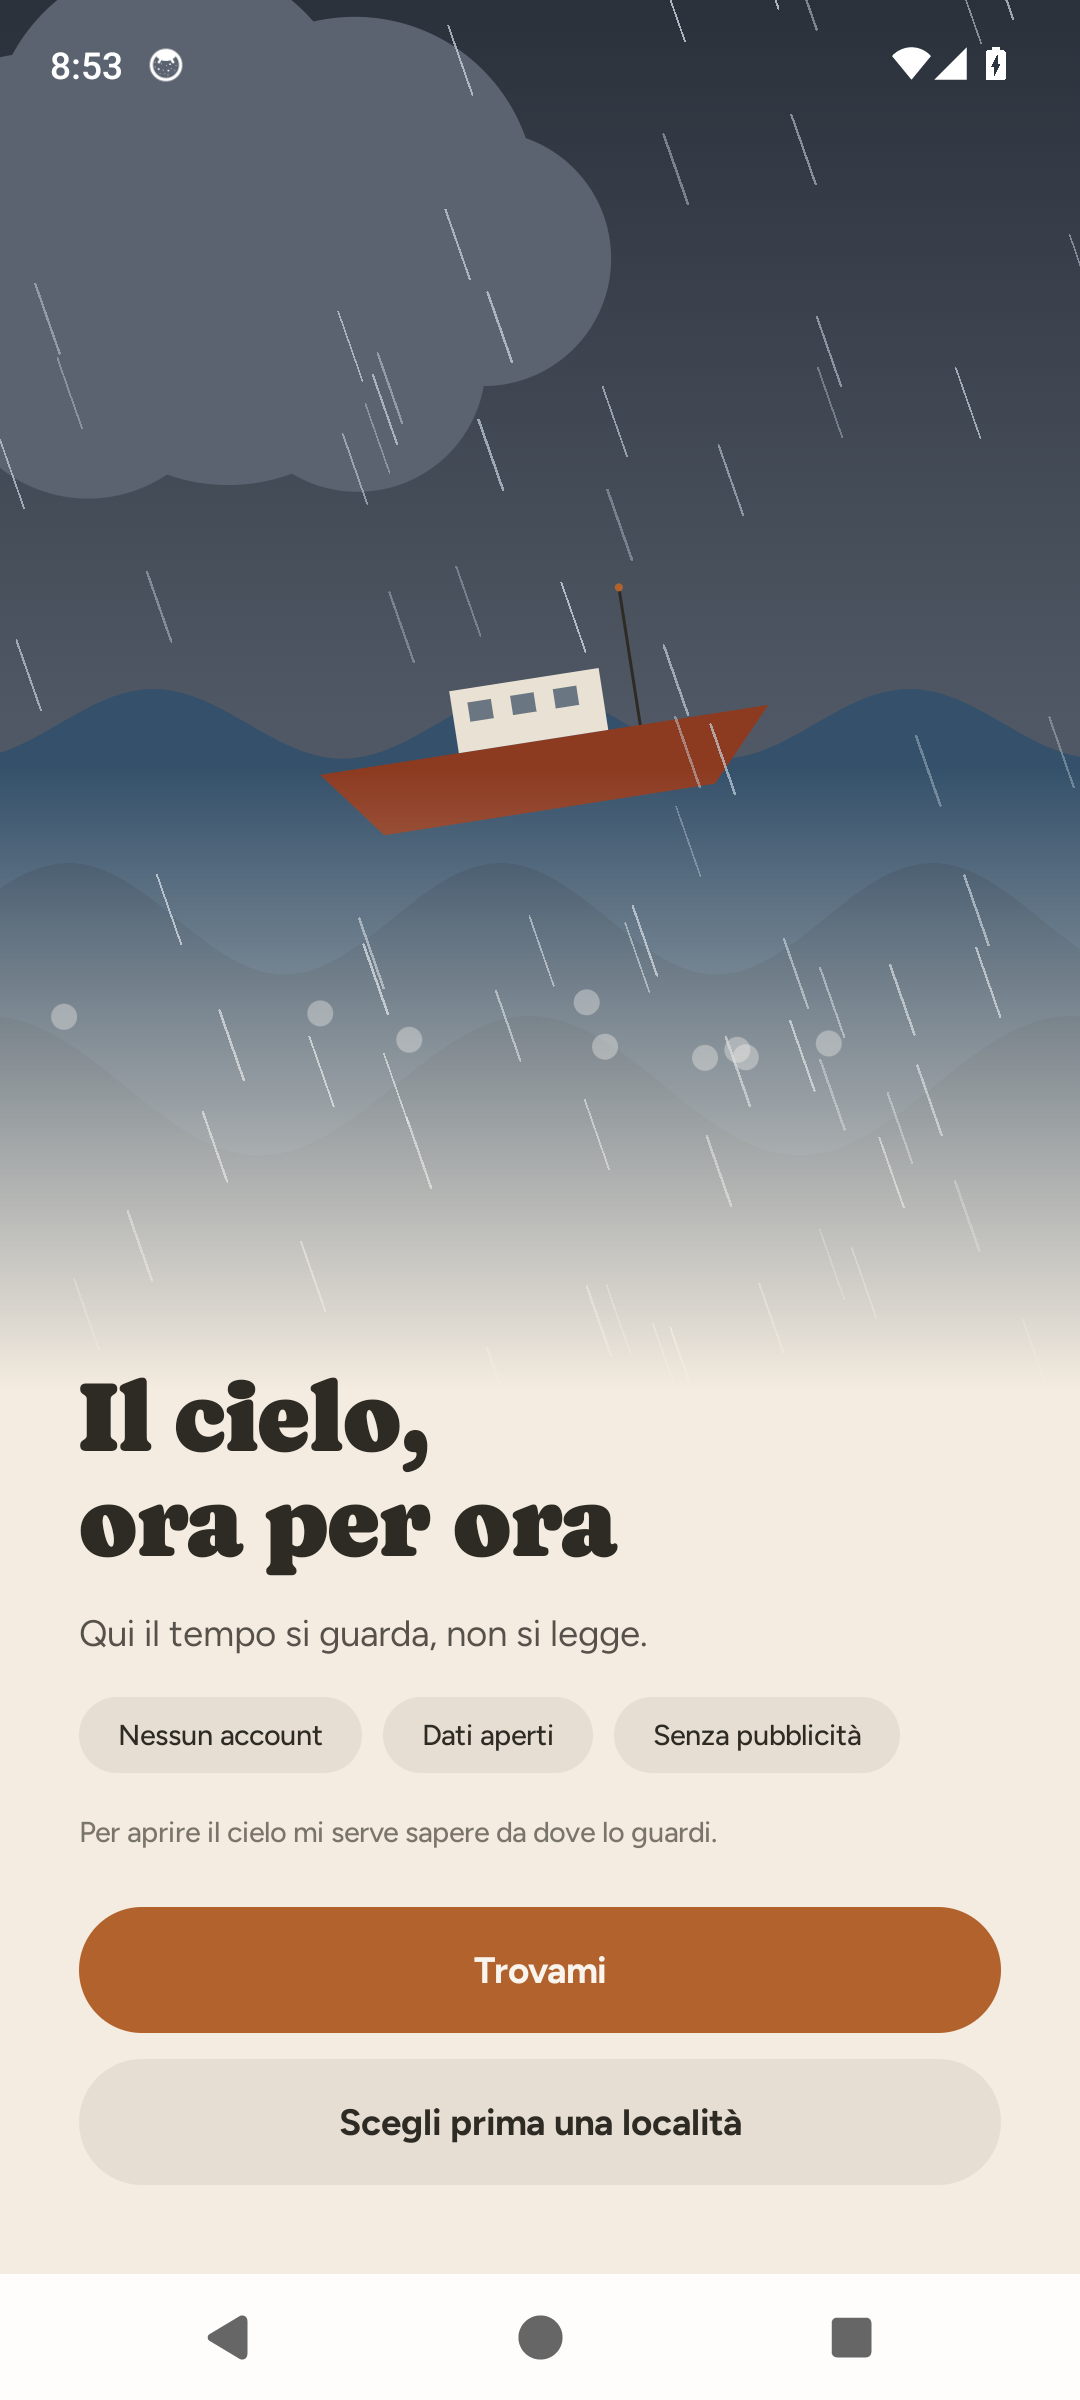 8:53
Il cielo,
ora per ora
Qui il tempo si guarda, non si legge.
Nessun account
Dati aperti
Senza pubblicità
Per aprire il cielo mi serve sapere da dove lo guardi.
Trovami
Scegli prima una località